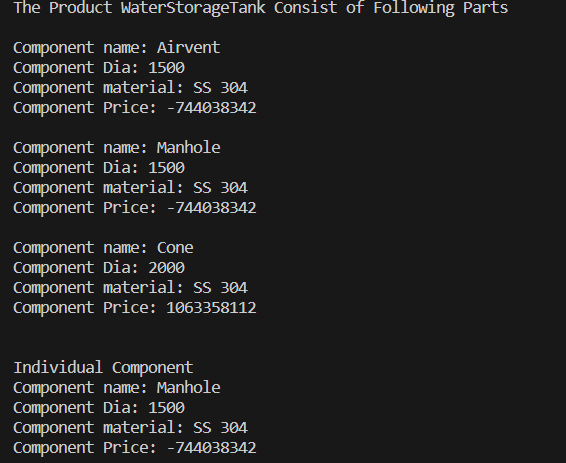 The Product WaterStorageTank Consist of Following Parts
Component name: Airvent
Component Dia: 1500
Component material: SS 304
Component Price: -744038342
Component name: Manhole
Component Dia: 1500
Component material: SS 304
Component Price: -744038342
Component name: Cone
Component Dia: 2000
Component material: SS 304
Component Price: 1063358112
Individual Component
Component name: Manhole
Component Dia: 1500
Component material: SS 304
Component Price: -744038342